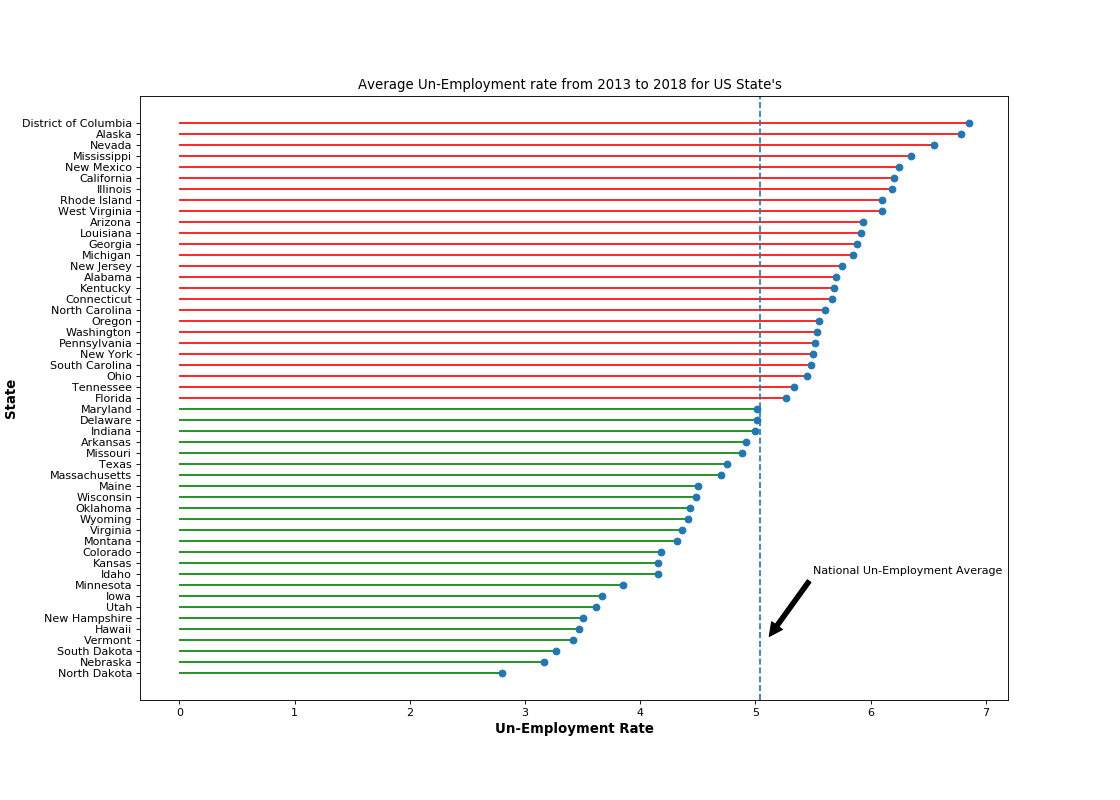 Average Un-Employment rate from 2013 to 2018 for US State's
District of Columbia
Alaska
Nevada
Mississippi
New Mexico
California
Illinois
Rhode Island
West Virginia
Arizona
Louisiana
Georgia
Michigan
New Jersey
Alabama
Kentucky
Connecticut
North Carolina
Oregon
Washington
Pennsylvania
New York
South Carolina
Ohio
Tennessee
Florida
Maryland
Delaware
Indiana
Arkansas
Missouri
Texas
Massachusetts
Maine
Wisconsin
Oklahoma
Wyoming
Virginia
Montana
Colorado
Kansas
Idaho
Minnesota
Iowa
Utah
New Hampshire
Hawaii
Vermont
South Dakota
Nebraska
North Dakota
State
National Un-Employment Average
0 1 2 3 4 5 6 7
Un-Employment Rate